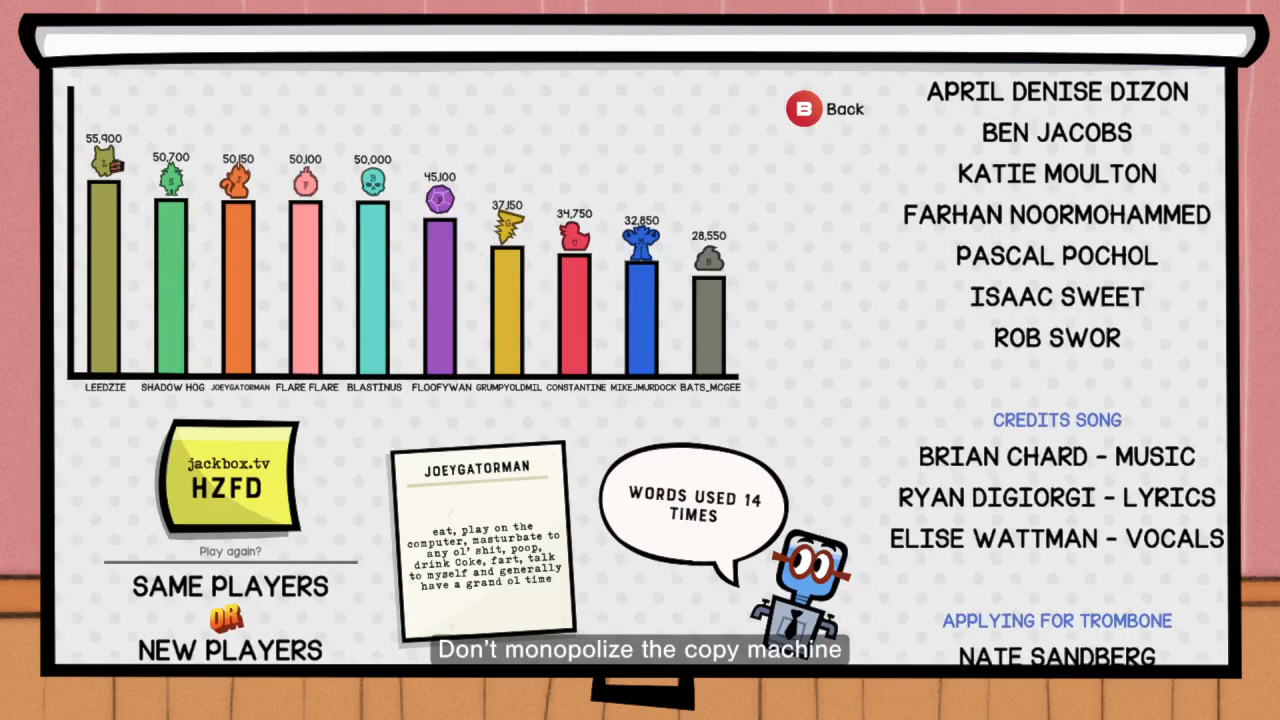 55,900
50,700
50,150
50,100
50,000
45,100
37,150
34,750
32,850
28,550
LEEDZIE
SHADOW HOG
JOEYGATORMAN
FLARE FLARE
BLASTINUS
FLOOFYWAN
GRUMPYOLDMIL
CONSTANTINE
MIKEJMURDOCK
BATS_MCGEE
B Back
jackbox.tv
HZFD
Play again?
SAME PLAYERS
OR
NEW PLAYERS
JOEYGATORMAN
eat, play on the
computer, masturbate to
any ol' shit, poop,
drink Coke, fart, talk
to myself and generally
have a grand ol time
WORDS USED 14
TIMES
Don't monopolize the copy machine
APRIL DENISE DIZON
BEN JACOBS
KATIE MOULTON
FARHAN NOORMOHAMMED
PASCAL POCHOL
ISAAC SWEET
ROB SWOR
CREDITS SONG
BRIAN CHARD - MUSIC
RYAN DIGIORGI - LYRICS
ELISE WATTMAN - VOCALS
APPLYING FOR TROMBONE
NATE SANDBERG